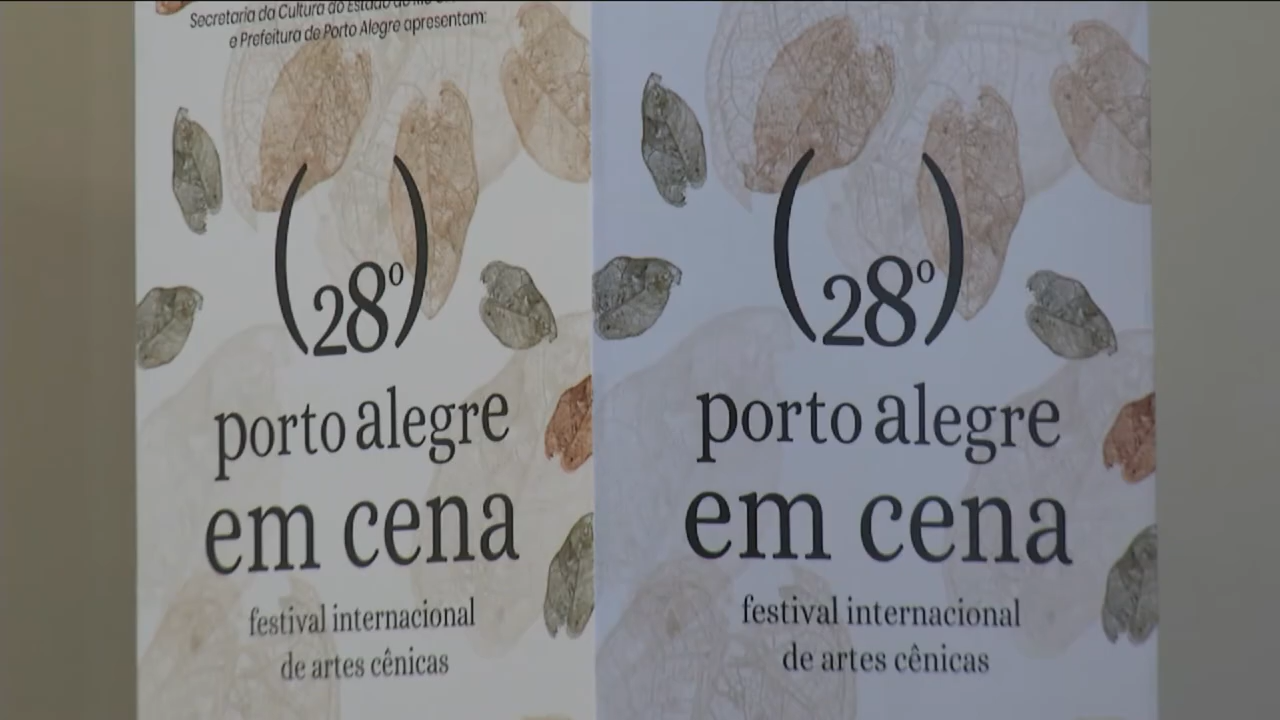 Secretaria da Cultura do Estado do
e Prefeitura de Porto Alegre apresentam:
(28º)
porto alegre
em cena
festival internacional
de artes cênicas
(28º)
porto alegre
em cena
festival internacional
de artes cênicas